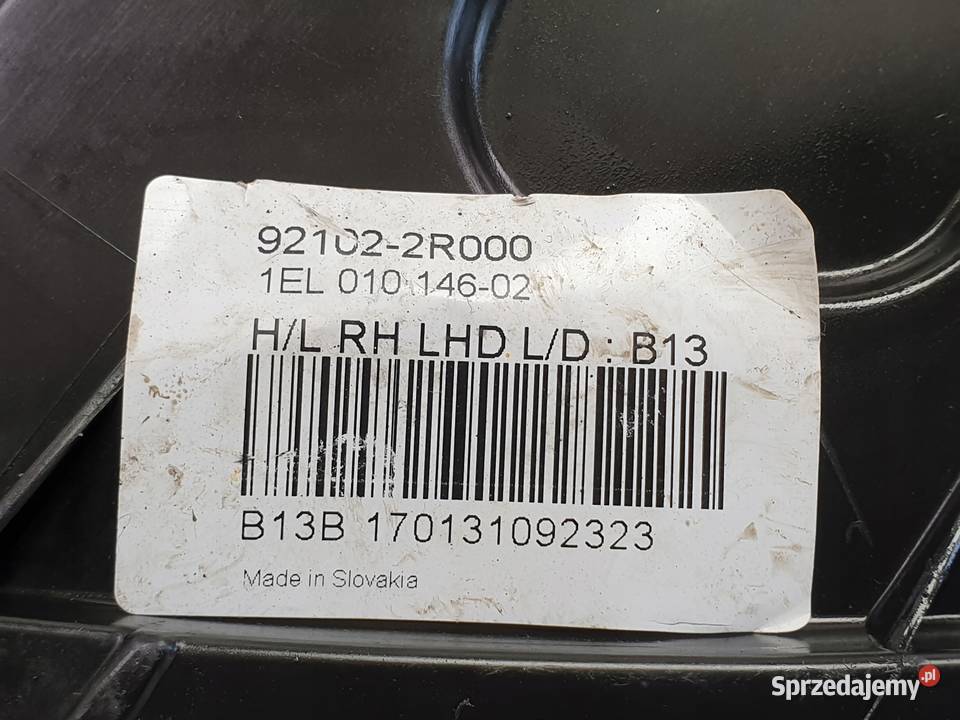 92102-2R000
1EL 010 146-02
H/L RH LHD L/D : B13
B13B 170131092323
Made in Slovakia
Sprzedajemy.pl